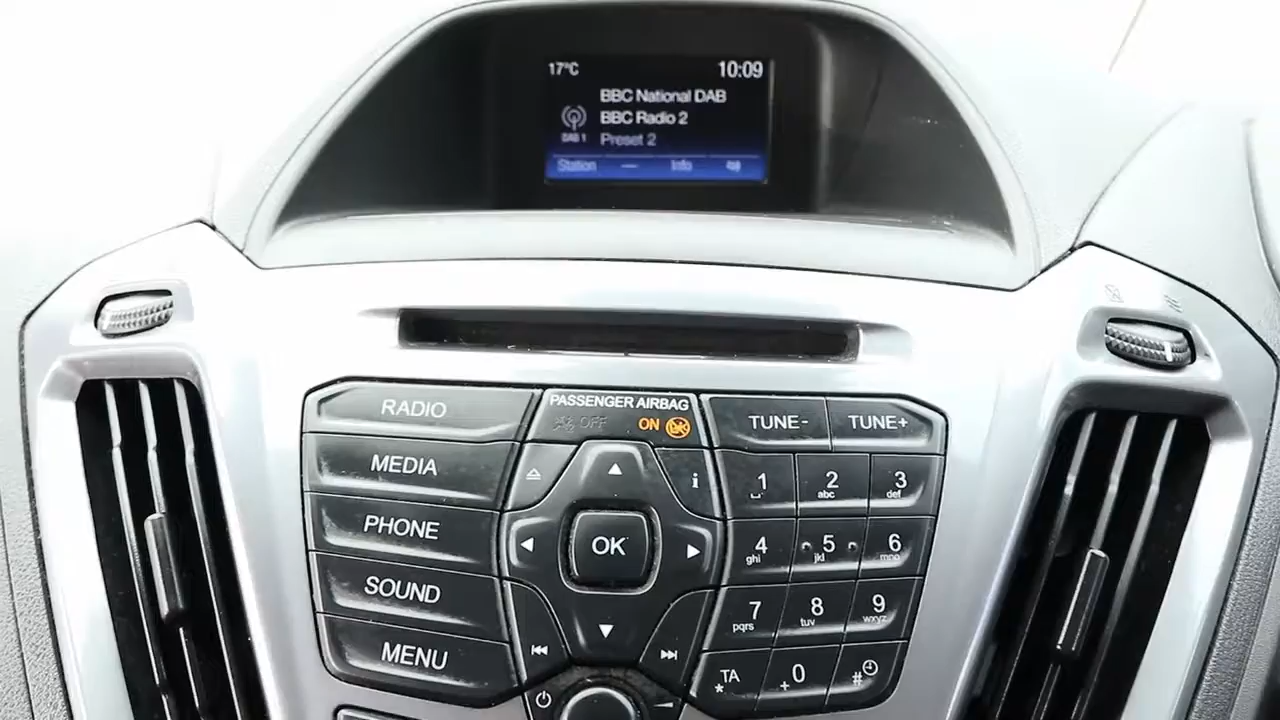 17°C 10:09
BBC National DAB
BBC Radio 2
DAB 1
Preset 2
Station — Info
PASSENGER AIRBAG
OFF ON
RADIO
MEDIA
PHONE
SOUND
MENU
i
OK
TUNE- TUNE+
1 2 3
abc def
4 5 6
ghi jkl mno
7 8 9
pqrs tuv wxyz
TA 0 #
* +